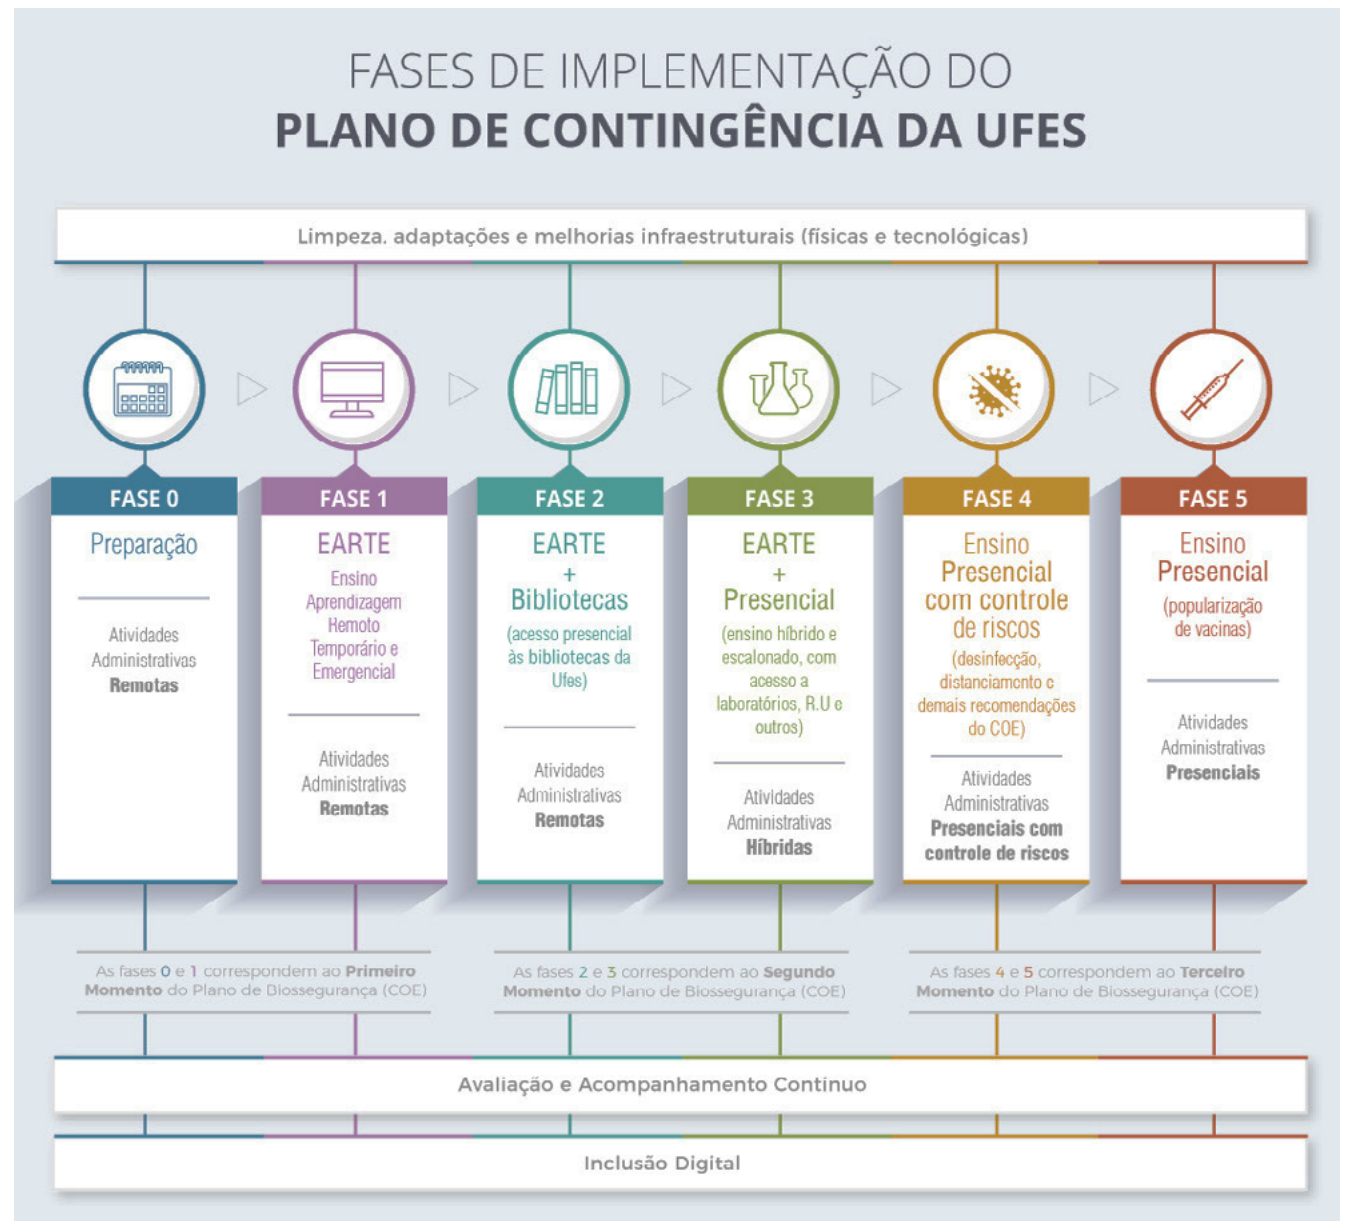 FASES DE IMPLEMENTAÇÃO DO
PLANO DE CONTINGÊNCIA DA UFES
Limpeza, adaptações e melhorias infraestruturais (físicas e tecnológicas)
FASE 0
Preparação
Atividades
Administrativas
Remotas
FASE 1
EARTE
Ensino
Aprendizagem
Remoto
Temporário e
Emergencial
Atividades
Administrativas
Remotas
FASE 2
EARTE
+
Bibliotecas
(acesso presencial
às bibliotecas da
Ufes)
Atividades
Administrativas
Remotas
FASE 3
EARTE
+
Presencial
(ensino híbrido e
escalonado, com
acesso a
laboratórios, R.U e
outros)
Atividades
Administrativas
Híbridas
FASE 4
Ensino
Presencial
com controle
de riscos
(desinfecção,
distanciamento e
demais recomendações
do COE)
Atividades
Administrativas
Presenciais com
controle de riscos
FASE 5
Ensino
Presencial
(popularização
de vacinas)
Atividades
Administrativas
Presenciais
As fases 0 e 1 correspondem ao Primeiro
Momento do Plano de Biossegurança (COE)
As fases 2 e 3 correspondem ao Segundo
Momento do Plano de Biossegurança (COE)
As fases 4 e 5 correspondem ao Terceiro
Momento do Plano de Biossegurança (COE)
Avaliação e Acompanhamento Contínuo
Inclusão Digital